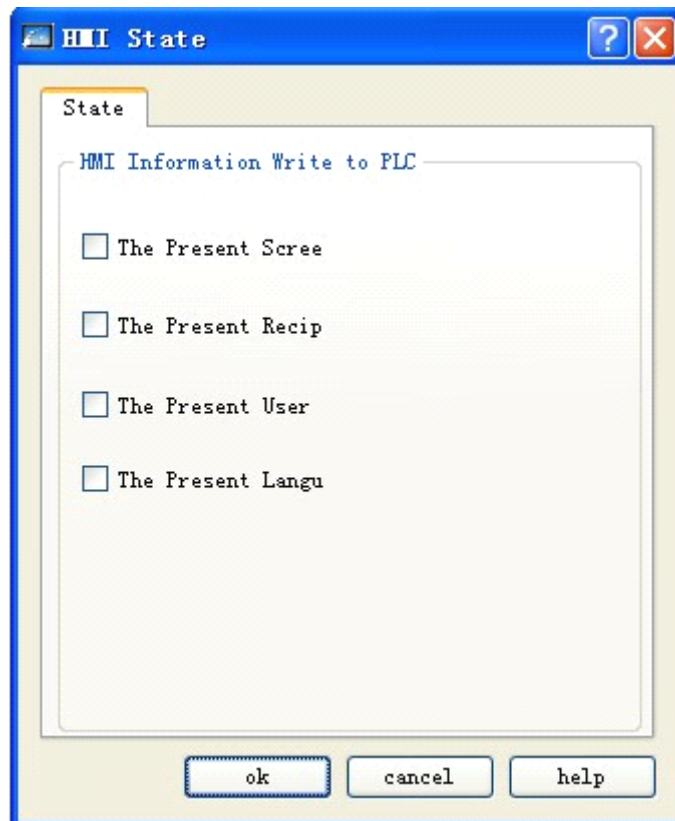 HMI State
State
HMI Information Write to PLC
The Present Scree
The Present Recip
The Present User
The Present Langu
ok cancel help